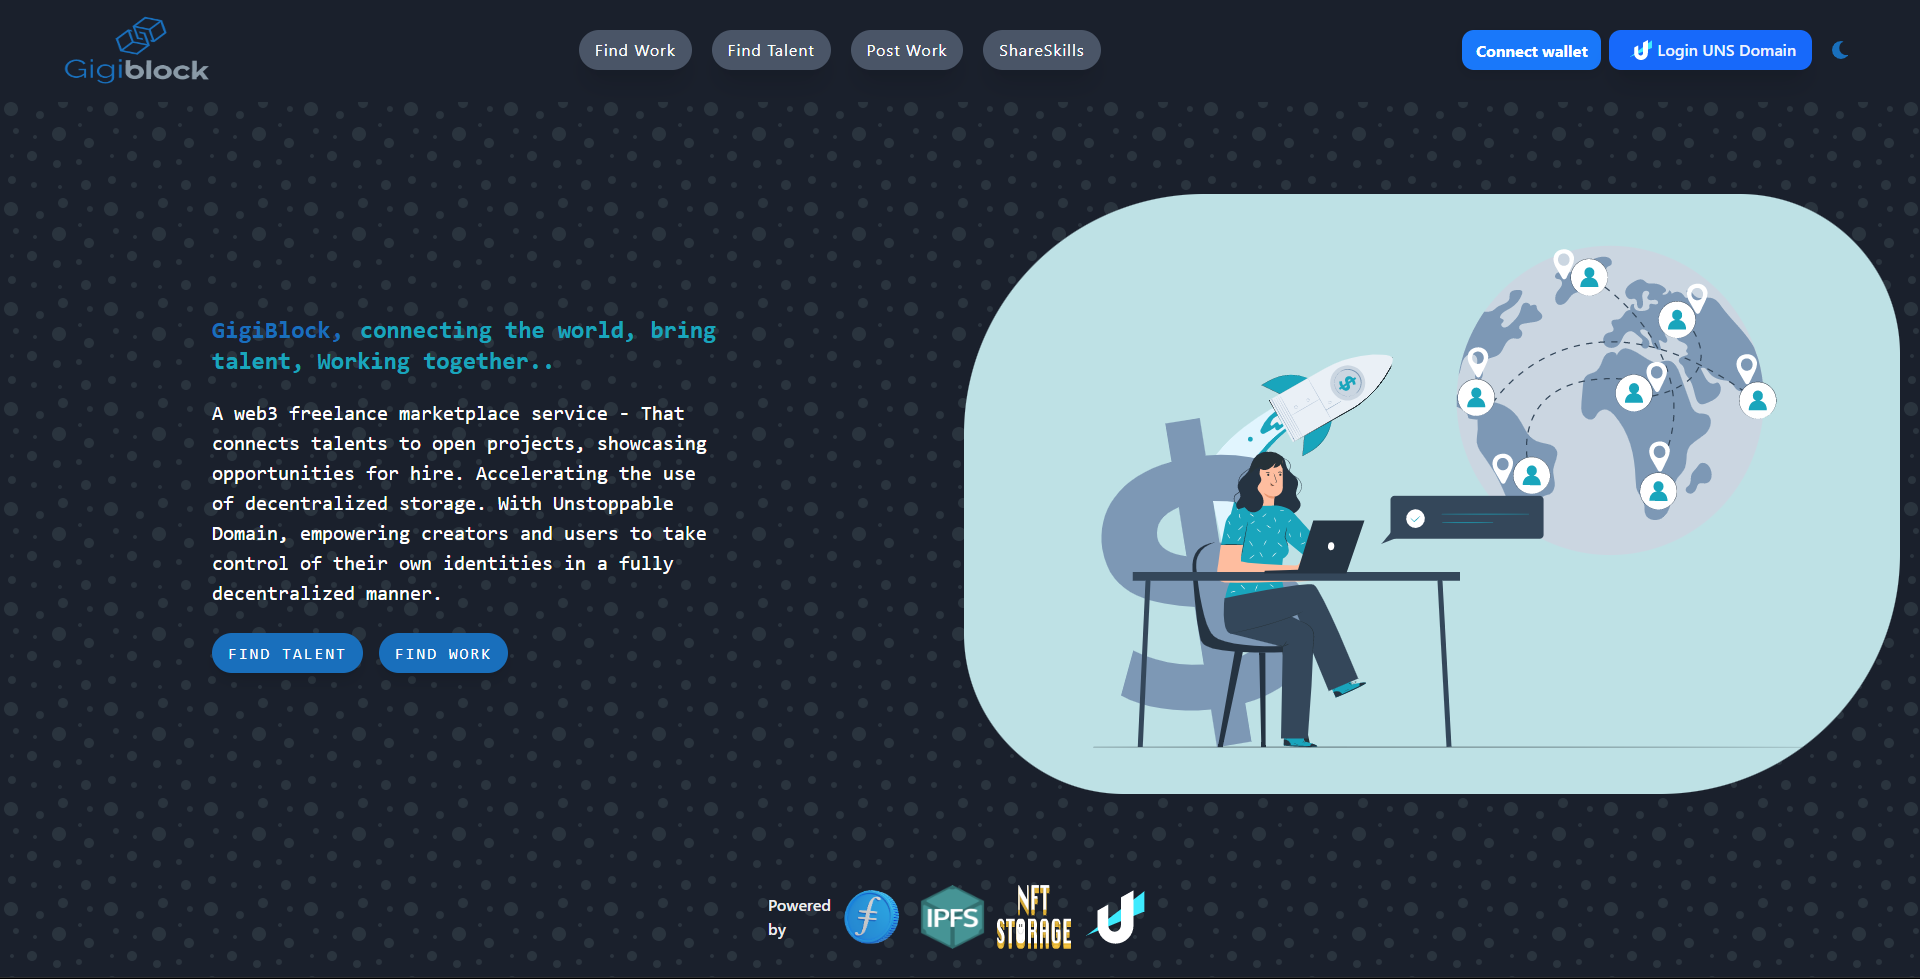 Gigiblock
Find Work
Find Talent
Post Work
ShareSkills
Connect wallet
Login UNS Domain
GigiBlock, connecting the world, bring
talent, Working together..
A web3 freelance marketplace service - That
connects talents to open projects, showcasing
opportunities for hire. Accelerating the use
of decentralized storage. With Unstoppable
Domain, empowering creators and users to take
control of their own identities in a fully
decentralized manner.
FIND TALENT
FIND WORK
$
$
Powered
by
IPFS
NFT
STORAGE